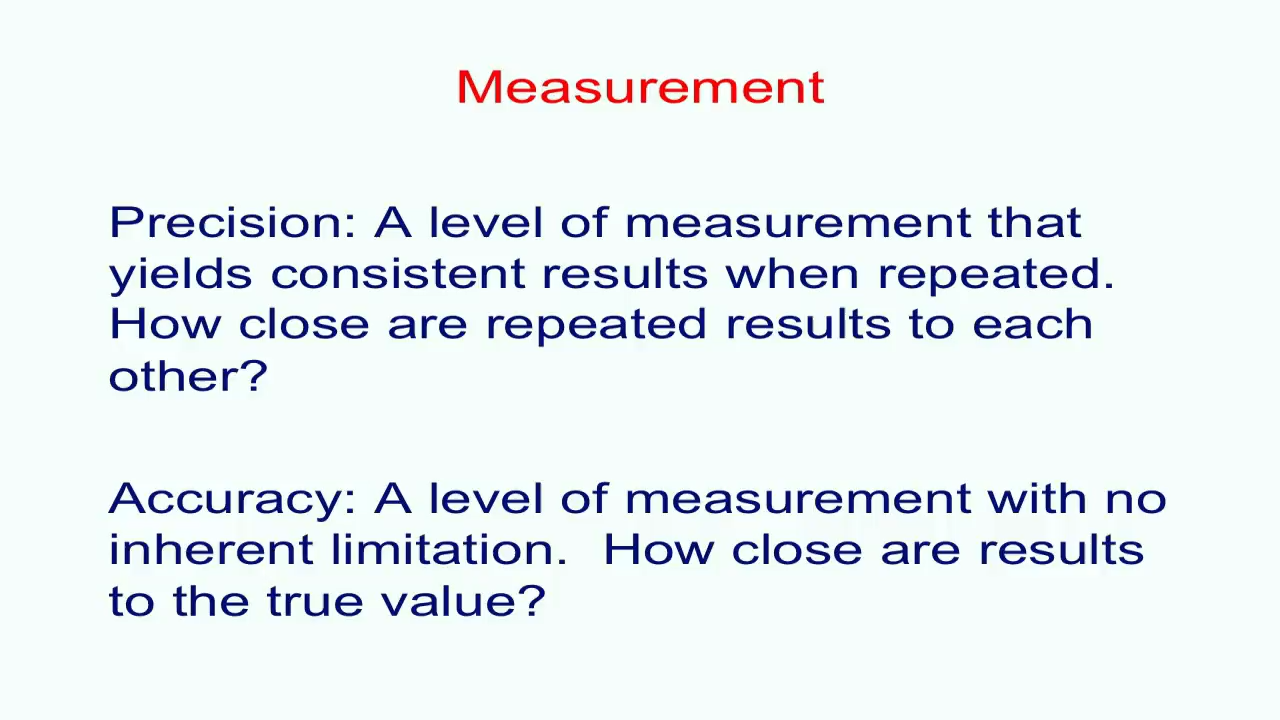 Measurement
Precision: A level of measurement that
yields consistent results when repeated.
How close are repeated results to each
other?
Accuracy: A level of measurement with no
inherent limitation.  How close are results
to the true value?